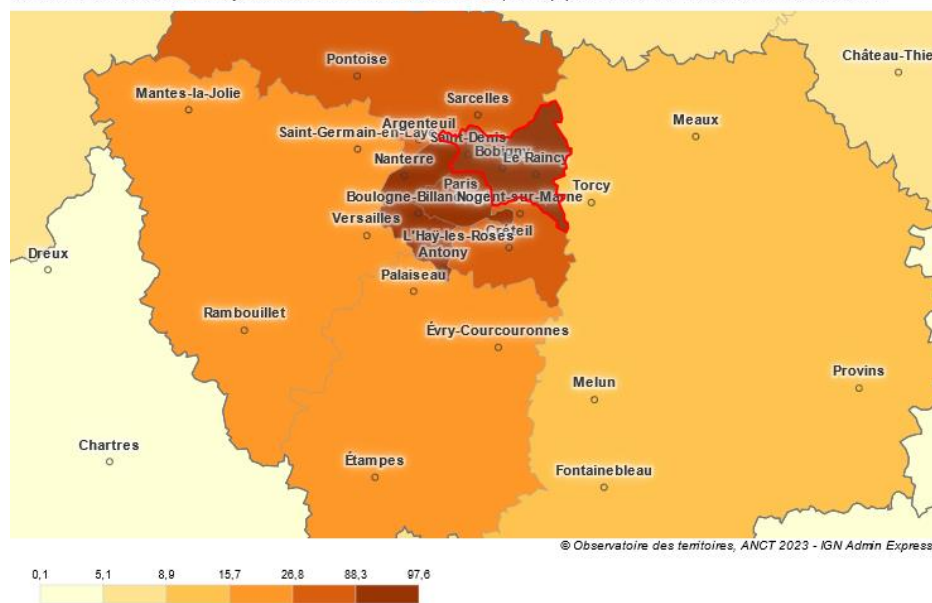 Château-Thie
Pontoise
Mantes-la-Jolie
Sarcelles
Meaux
Argenteuil
Saint-Germain-en-Laye
Saint-Denis
Bobigny
Nanterre
Le Raincy
Paris
Torcy
Boulogne-Billanc
Nogent-sur-Marne
Versailles
Créteil
L'Haÿ-les-Roses
Antony
Dreux
Palaiseau
Rambouillet
Évry-Courcouronnes
Provins
Melun
Chartres
Étampes
Fontainebleau
© Observatoire des territoires, ANCT 2023 - IGN Admin Express
0,1 5,1 8,9 15,7 26,8 88,3 97,6